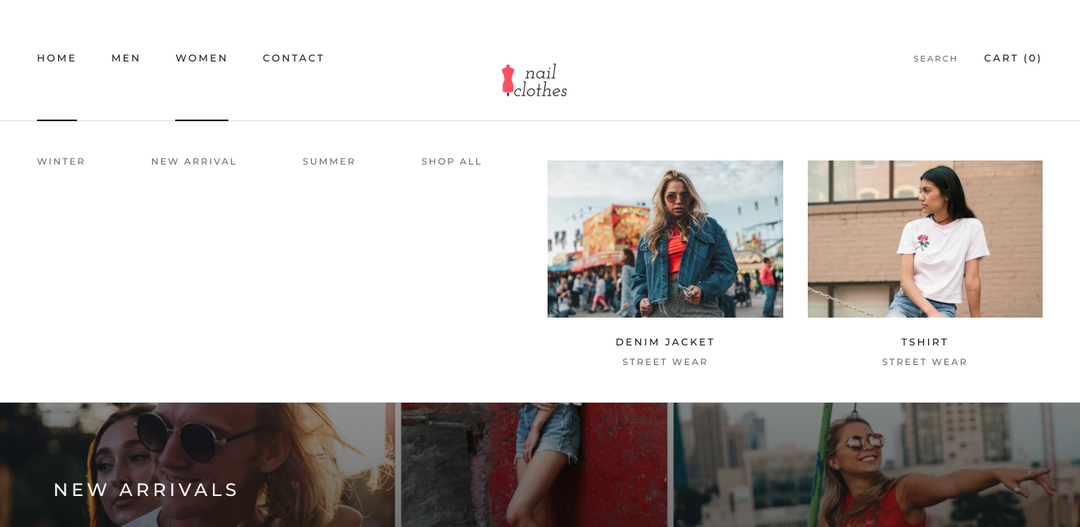 HOME MEN WOMEN CONTACT
nail
clothes
SEARCH CART (0)
WINTER NEW ARRIVAL SUMMER SHOP ALL
DENIM JACKET
STREET WEAR
TSHIRT
STREET WEAR
NEW ARRIVALS